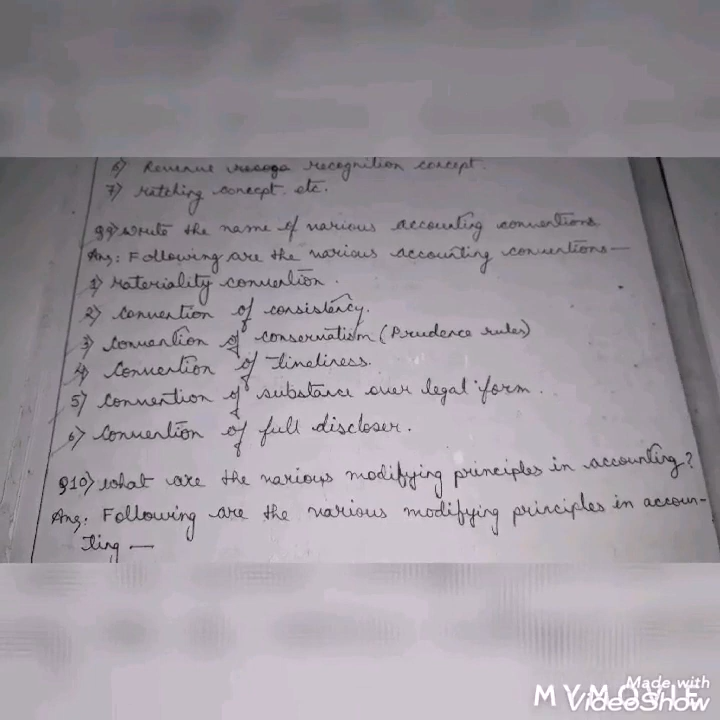 6) Revenue recoga recognition concept.
7) Matching concept etc.
Q9) Write the name of various accounting conventions.
Ans: Following are the various accounting conventions —
1) Materiality convention.
2) Convention of consistency.
3) Convention of conservatism (Prudence rules)
4) Convention of timeliness.
5) Convention of substance over legal form.
6) Convention of full discloser.
Q10) What are the various modifying principles in accounting?
Ans: Following are the various modifying principles in accoun-
ting —
Made with
MYMOVIE
VideoShow